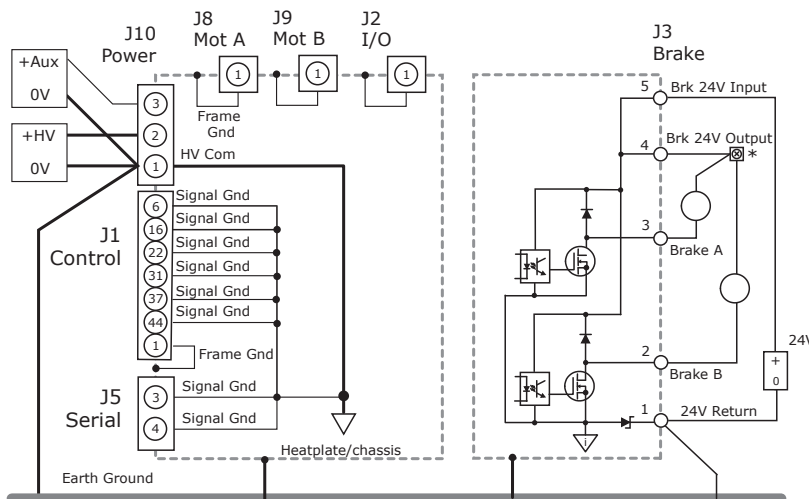 J10
Power
J8
Mot A
J9
Mot B
J2
I/O
+Aux
0V
+HV
0V
3
2
1
1
1
1
Frame
Gnd
HV Com
J1
Control
6
16
22
31
37
44
1
Signal Gnd
Signal Gnd
Signal Gnd
Signal Gnd
Signal Gnd
Signal Gnd
Frame Gnd
J5
Serial
3
4
Signal Gnd
Signal Gnd
Heatplate/chassis
Earth Ground
J3
Brake
5
Brk 24V Input
4
Brk 24V Output
*
3
Brake A
2
Brake B
1
24V Return
24V
+
0
i